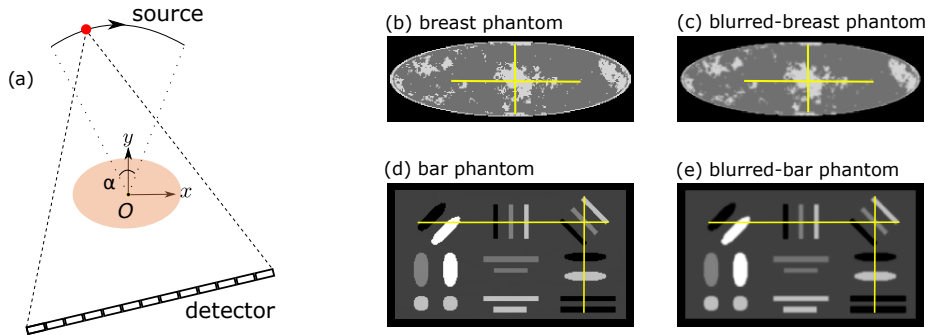 source
(a)
y
α
x
O
detector
(b) breast phantom
(c) blurred-breast phantom
(d) bar phantom
(e) blurred-bar phantom